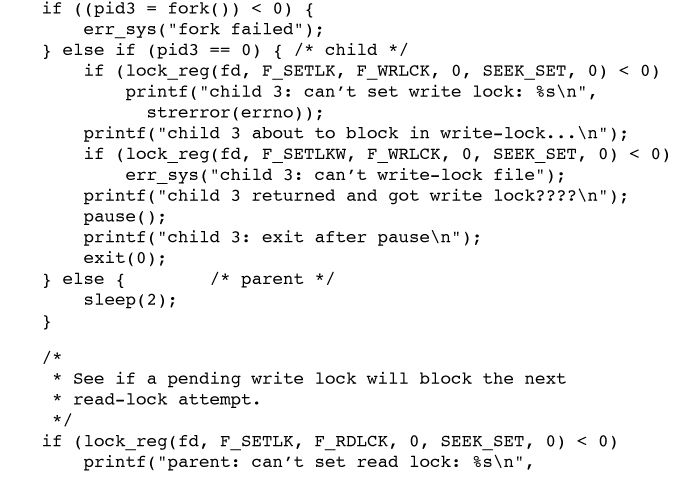 if ((pid3 = fork()) < 0) {
    err_sys("fork failed");
} else if (pid3 == 0) { /* child */
    if (lock_reg(fd, F_SETLK, F_WRLCK, 0, SEEK_SET, 0) < 0)
        printf("child 3: can’t set write lock: %s\n",
          strerror(errno));
    printf("child 3 about to block in write-lock...\n");
    if (lock_reg(fd, F_SETLKW, F_WRLCK, 0, SEEK_SET, 0) < 0)
        err_sys("child 3: can’t write-lock file");
    printf("child 3 returned and got write lock????\n");
    pause();
    printf("child 3: exit after pause\n");
    exit(0);
} else {        /* parent */
    sleep(2);
}
/*
 * See if a pending write lock will block the next
 * read-lock attempt.
 */
if (lock_reg(fd, F_SETLK, F_RDLCK, 0, SEEK_SET, 0) < 0)
    printf("parent: can’t set read lock: %s\n",